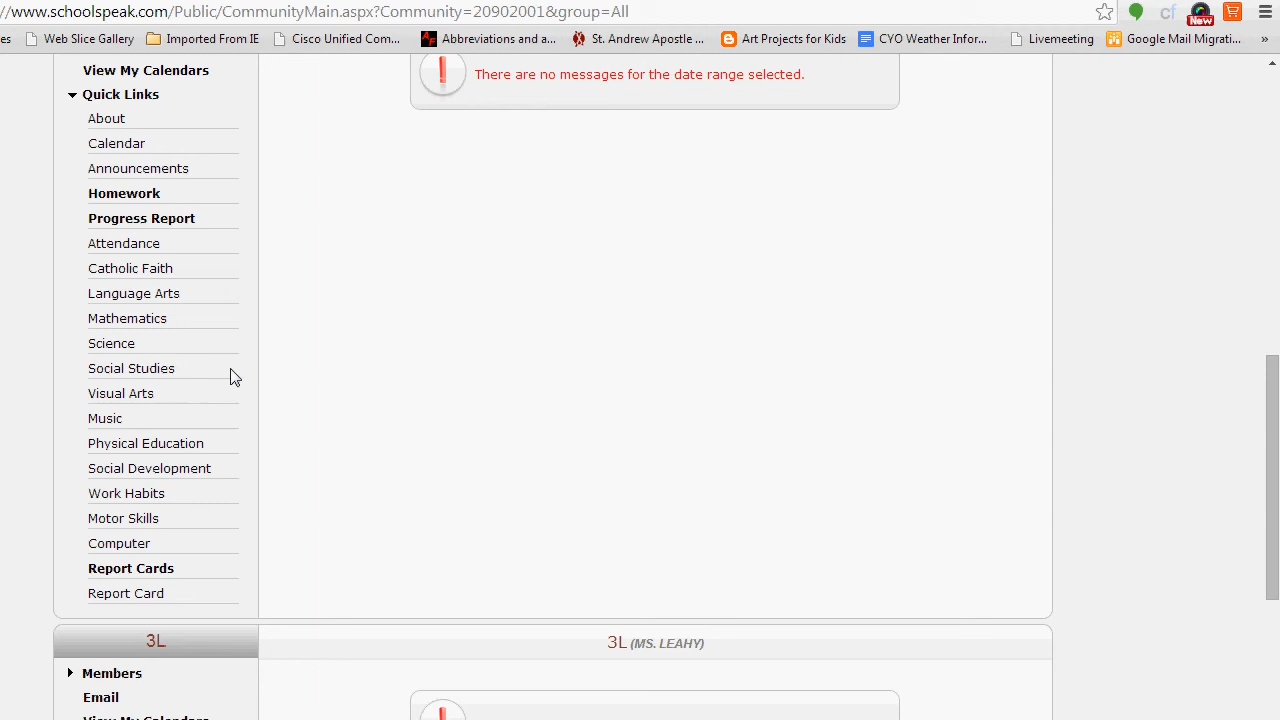 //www.schoolspeak.com/Public/CommunityMain.aspx?Community=20902001&group=All
New
es Web Slice Gallery Imported From IE Cisco Unified Com... Abbreviations and a... St. Andrew Apostle-... Art Projects for Kids CYO Weather Infor... Livemeeting Google Mail Migrati... »
View My Calendars
There are no messages for the date range selected.
Quick Links
About
Calendar
Announcements
Homework
Progress Report
Attendance
Catholic Faith
Language Arts
Mathematics
Science
Social Studies
Visual Arts
Music
Physical Education
Social Development
Work Habits
Motor Skills
Computer
Report Cards
Report Card
3L
3L (MS. LEAHY)
Members
Email
View My Calendars